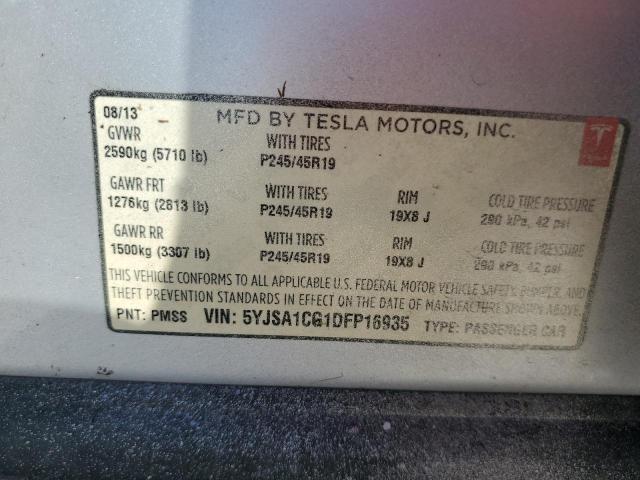 08/13
MFD BY TESLA MOTORS, INC.
GVWR WITH TIRES
2590kg (5710 lb) P245/45R19
GAWR FRT WITH TIRES RIM COLD TIRE PRESSURE
1276kg (2813 lb) P245/45R19 19X8 J 290 kPa, 42 psi
GAWR RR WITH TIRES RIM COLD TIRE PRESSURE
1500kg (3307 lb) P245/45R19 19X8 J 290 kPa, 42 psi
THIS VEHICLE CONFORMS TO ALL APPLICABLE U.S. FEDERAL MOTOR VEHICLE SAFETY, BUMPER, AND
THEFT PREVENTION STANDARDS IN EFFECT ON THE DATE OF MANUFACTURE SHOWN ABOVE.
PNT: PMSS VIN: 5YJSA1CG1DFP16935 TYPE: PASSENGER CAR